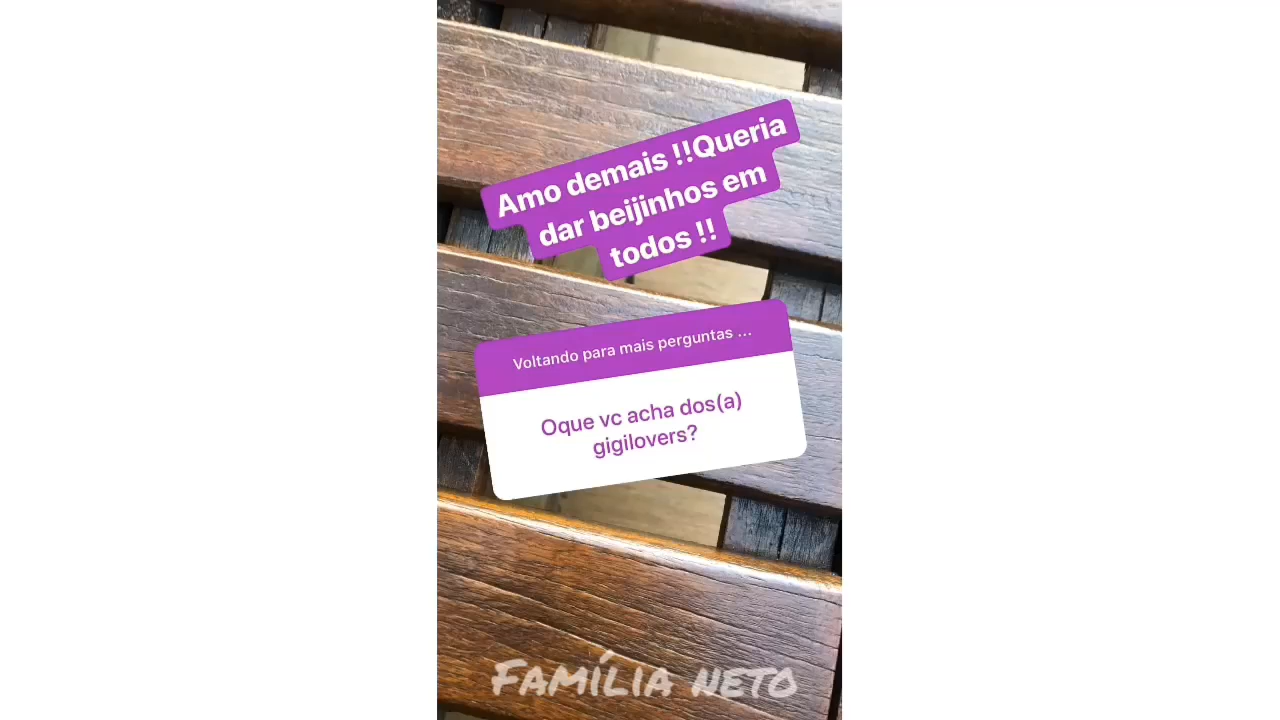 Amo demais !!Queria
dar beijinhos em
todos !!
Voltando para mais perguntas ...
Oque vc acha dos(a)
gigilovers?
FAMÍLIA NETO